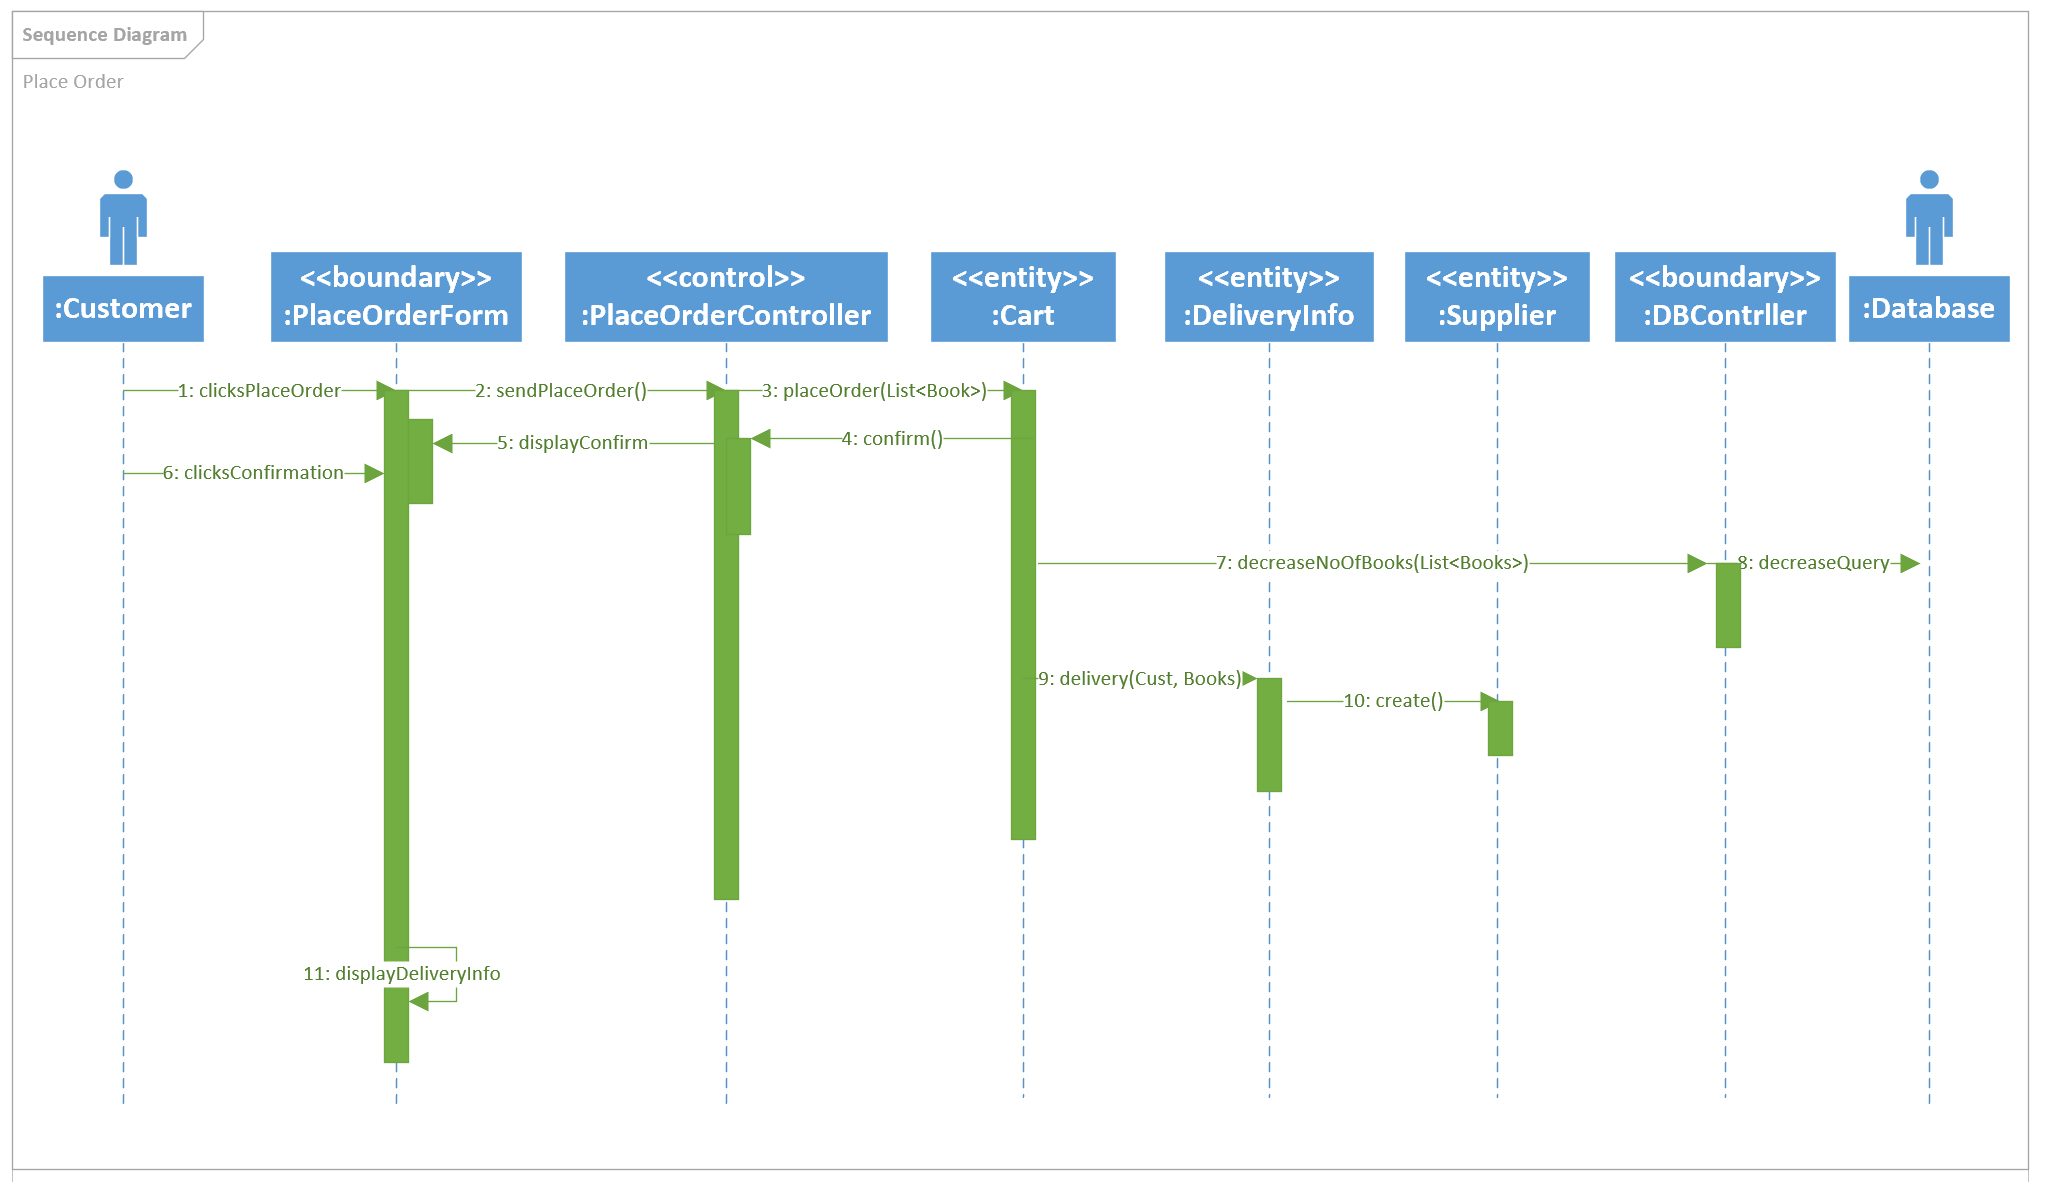 Sequence Diagram
Place Order
:Customer
<<boundary>>
:PlaceOrderForm
<<control>>
:PlaceOrderController
<<entity>>
:Cart
<<entity>>
:DeliveryInfo
<<entity>>
:Supplier
<<boundary>>
:DBContrller
:Database
1: clicksPlaceOrder
2: sendPlaceOrder()
3: placeOrder(List<Book>)
4: confirm()
5: displayConfirm
6: clicksConfirmation
7: decreaseNoOfBooks(List<Books>)
8: decreaseQuery
9: delivery(Cust, Books)
10: create()
11: displayDeliveryInfo